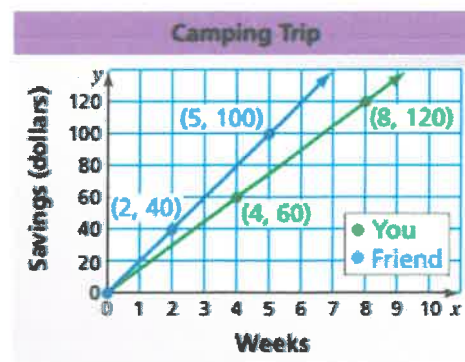 Camping Trip
y
Savings (dollars)
120
100
80
60
40
20
0
(5, 100)
(8, 120)
(2, 40)
(4, 60)
You
Friend
0 1 2 3 4 5 6 7 8 9 10 x
Weeks